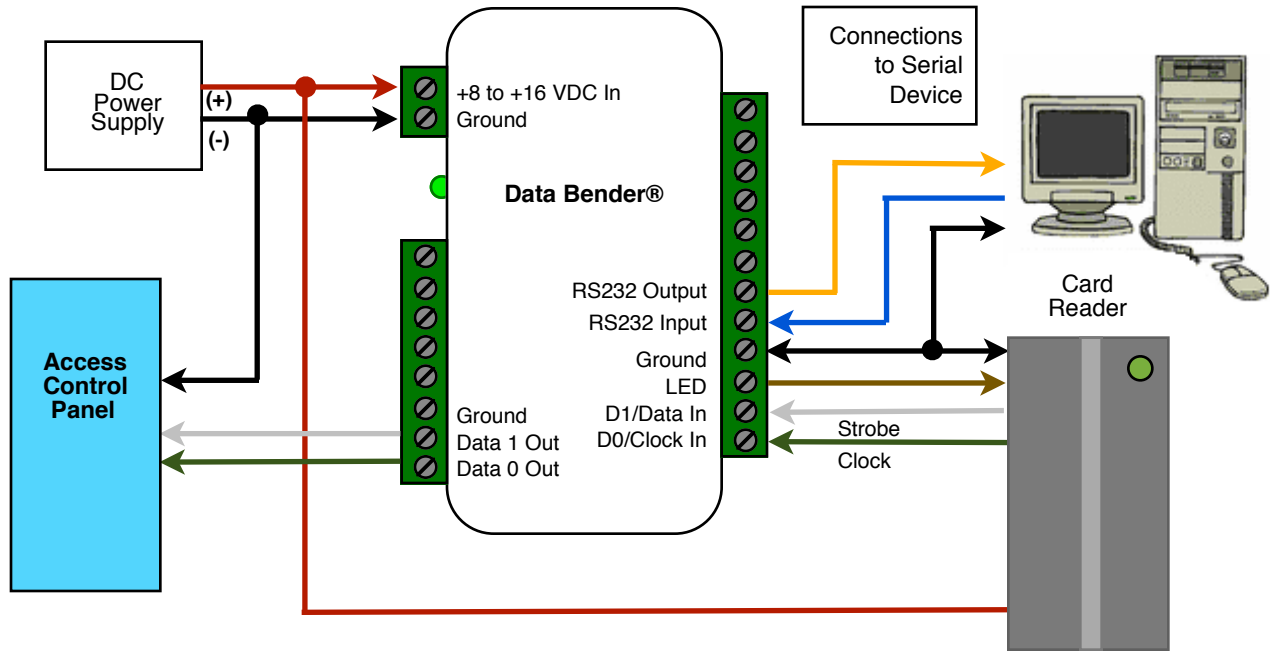 DC
Power
Supply
(+)
(-)
+8 to +16 VDC In
Ground
Data Bender®
Connections
to Serial
Device
Access
Control
Panel
Ground
Data 1 Out
Data 0 Out
RS232 Output
RS232 Input
Ground
LED
D1/Data In
D0/Clock In
Strobe
Clock
Card
Reader